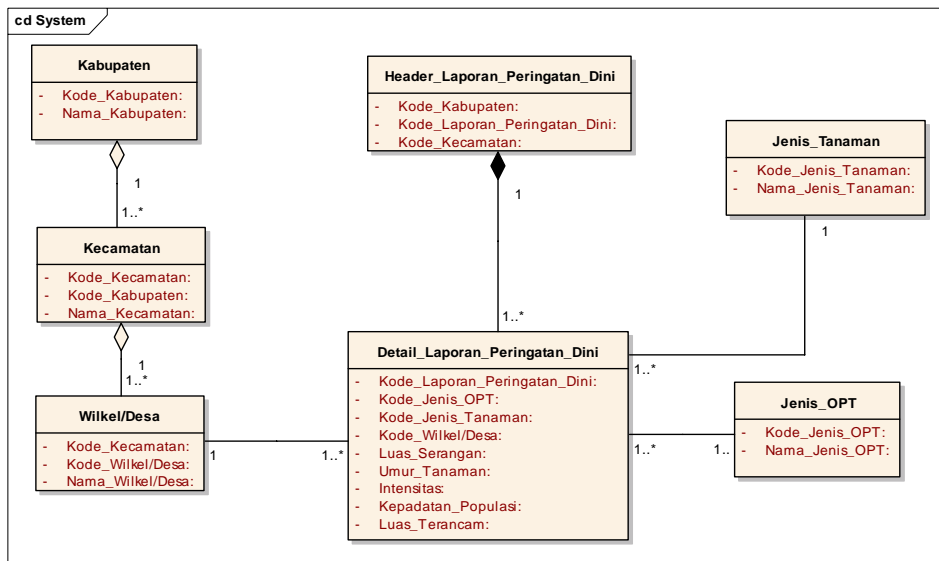 cd System
Kabupaten
- Kode_Kabupaten:
- Nama_Kabupaten:
1
1..*
Kecamatan
- Kode_Kecamatan:
- Kode_Kabupaten:
- Nama_Kecamatan:
1
1..*
Wilkel/Desa
- Kode_Kecamatan:
- Kode_Wilkel/Desa:
- Nama_Wilkel/Desa:
1
1..*
Header_Laporan_Peringatan_Dini
- Kode_Kabupaten:
- Kode_Laporan_Peringatan_Dini:
- Kode_Kecamatan:
1
1..*
Detail_Laporan_Peringatan_Dini
- Kode_Laporan_Peringatan_Dini:
- Kode_Jenis_OPT:
- Kode_Jenis_Tanaman:
- Kode_Wilkel/Desa:
- Luas_Serangan:
- Umur_Tanaman:
- Intensitas:
- Kepadatan_Populasi:
- Luas_Terancam:
Jenis_Tanaman
- Kode_Jenis_Tanaman:
- Nama_Jenis_Tanaman:
1
1..*
Jenis_OPT
- Kode_Jenis_OPT:
- Nama_Jenis_OPT:
1..*
1..